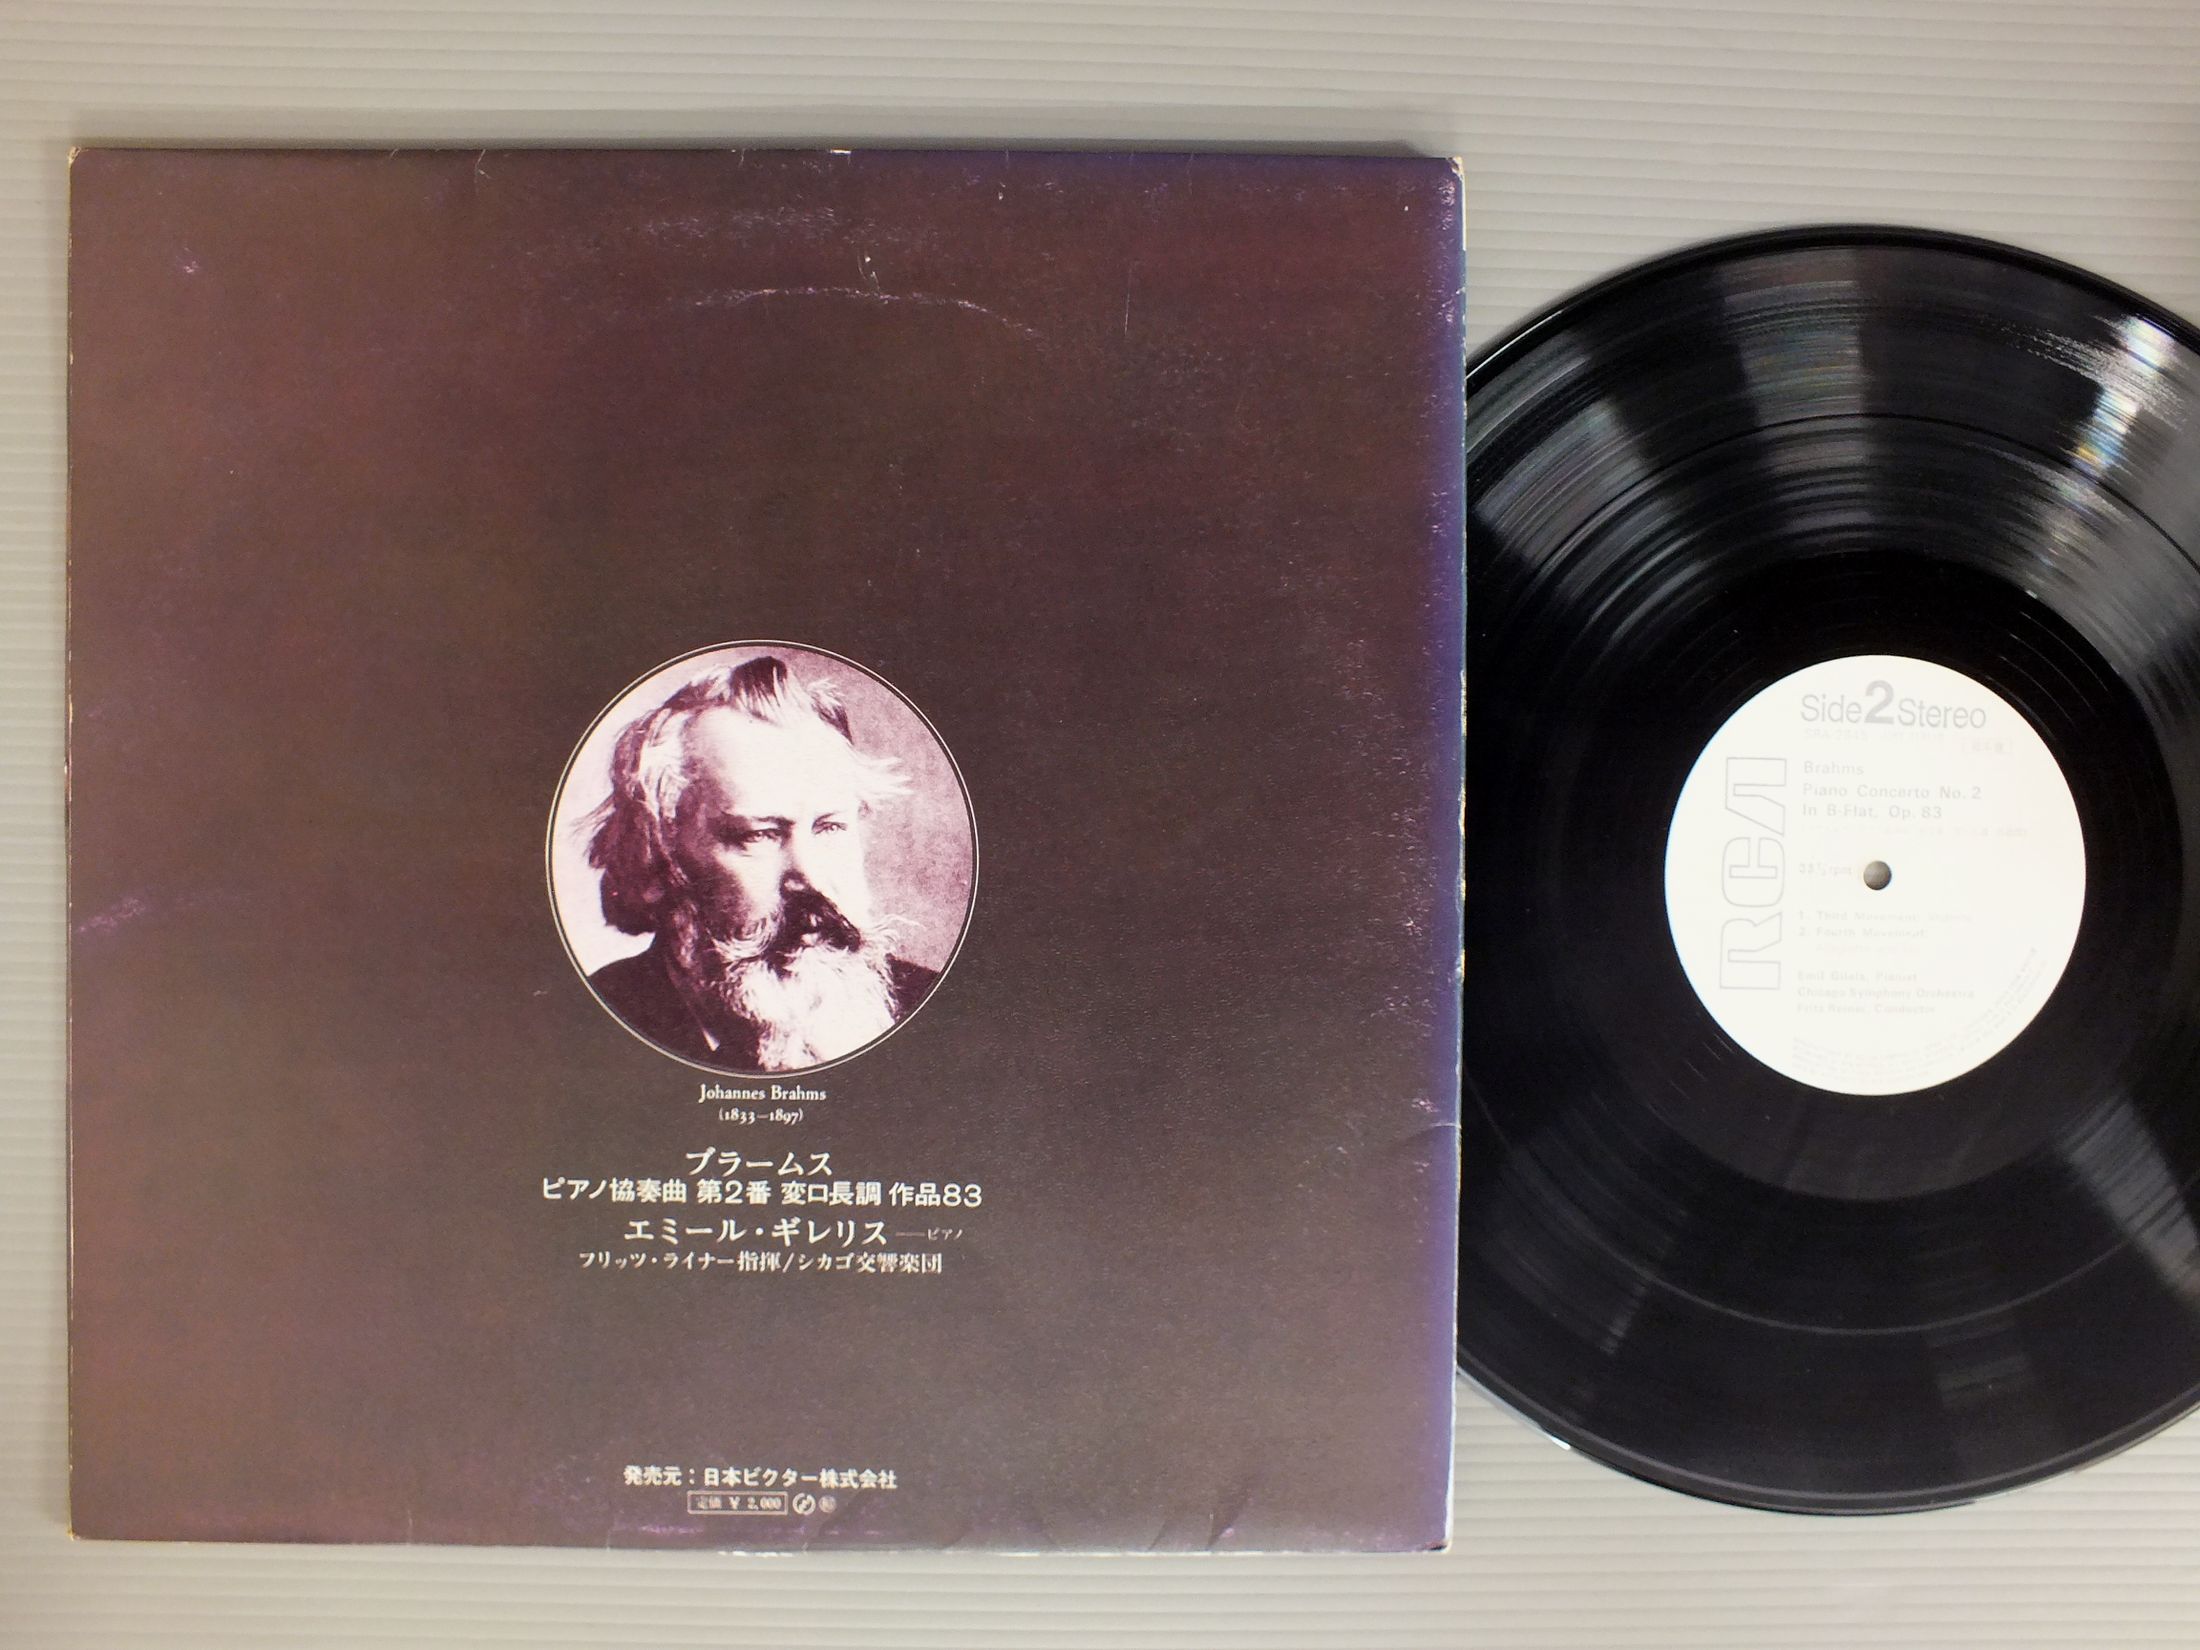 Johannes Brahms
(1833—1897)
ブラームス
ピアノ協奏曲 第2番 変ロ長調 作品83
エミール・ギレリス——ピアノ
フリッツ・ライナー指揮/シカゴ交響楽団
発売元：日本ビクター株式会社
定価 ¥ 2,000
Side 2 Stereo
RCA
Brahms
Piano Concerto No. 2
In B-Flat, Op. 83
33⅓ rpm
1. Third Movement:
2. Fourth Movement:
Emil Gilels, Pianist
Chicago Symphony Orchestra
Fritz Reiner, Conductor